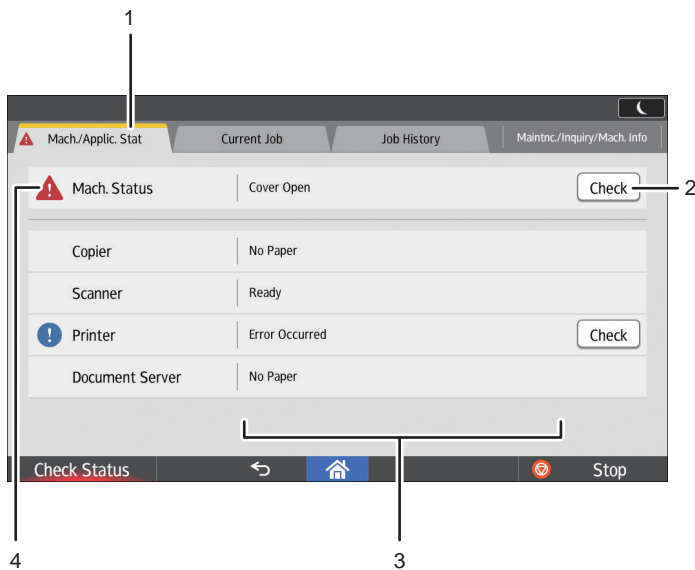 1
Mach./Applic. Stat Current Job Job History Maintnc./Inquiry/Mach. Info
Mach. Status Cover Open Check 2
Copier No Paper
Scanner Ready
Printer Error Occurred Check
Document Server No Paper
Check Status Stop
4 3